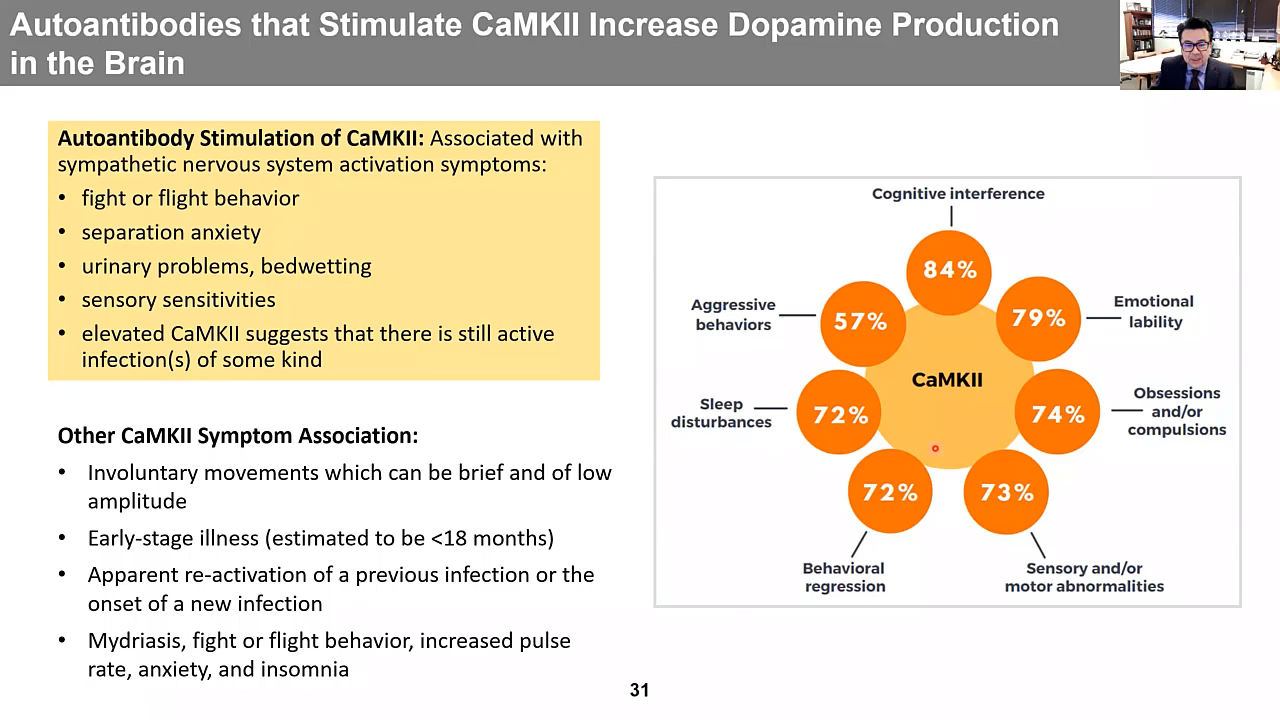 Autoantibodies that Stimulate CaMKII Increase Dopamine Production
in the Brain
Autoantibody Stimulation of CaMKII: Associated with
sympathetic nervous system activation symptoms:
• fight or flight behavior
• separation anxiety
• urinary problems, bedwetting
• sensory sensitivities
• elevated CaMKII suggests that there is still active
infection(s) of some kind
Other CaMKII Symptom Association:
• Involuntary movements which can be brief and of low
amplitude
• Early-stage illness (estimated to be <18 months)
• Apparent re-activation of a previous infection or the
onset of a new infection
• Mydriasis, fight or flight behavior, increased pulse
rate, anxiety, and insomnia
Cognitive interference
84%
Emotional
lability
79%
Obsessions
and/or
compulsions
74%
Sensory and/or
motor abnormalities
73%
Behavioral
regression
72%
Sleep
disturbances
72%
Aggressive
behaviors
57%
CaMKII
31